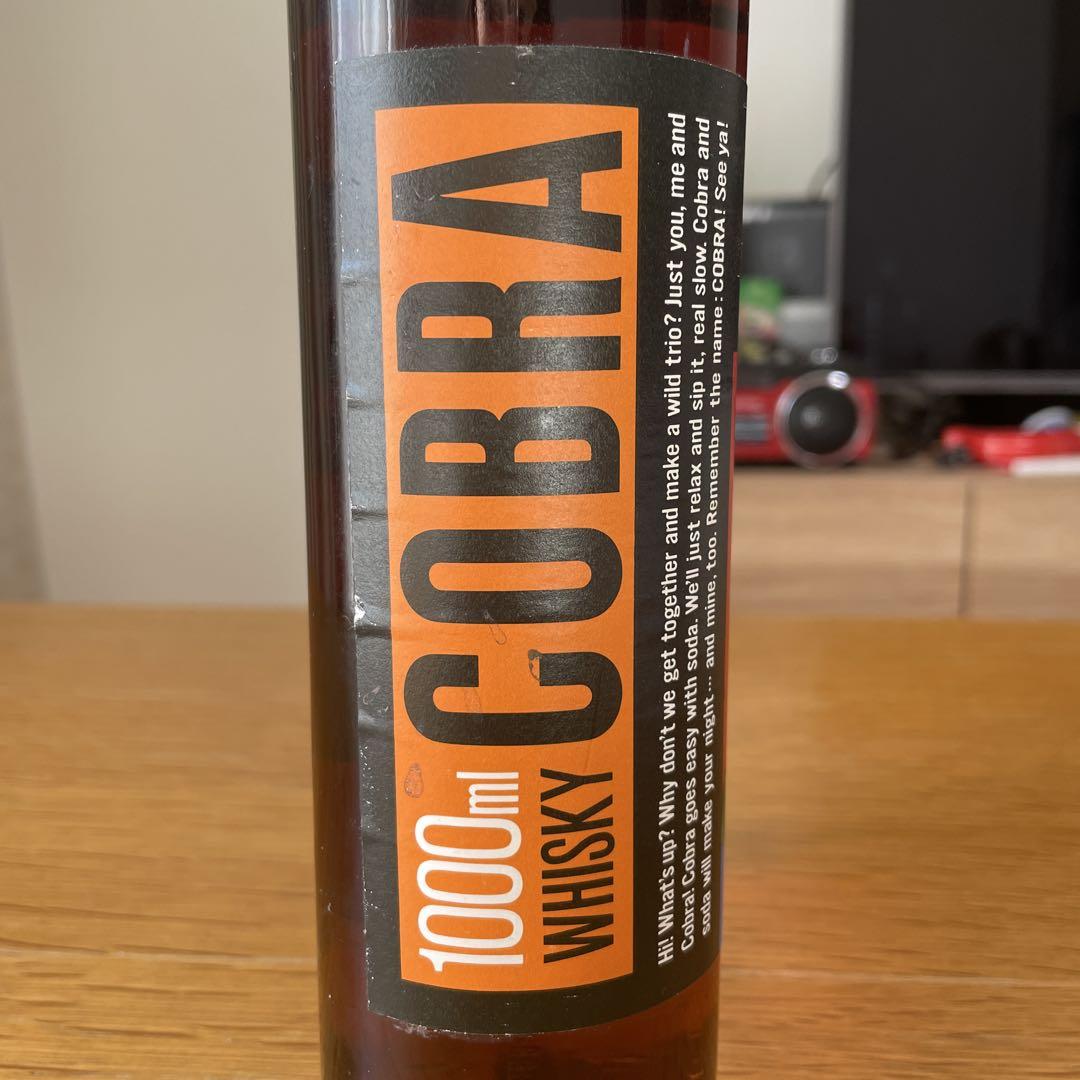 1000ml
WHISKY
COBRA
Hi! What's up? Why don't we get together and make a wild trio? Just you, me and
Cobra! Cobra goes easy with soda. We'll just relax and sip it, real slow. Cobra and
soda will make your night··· and mine, too. Remember the name: COBRA! See ya!